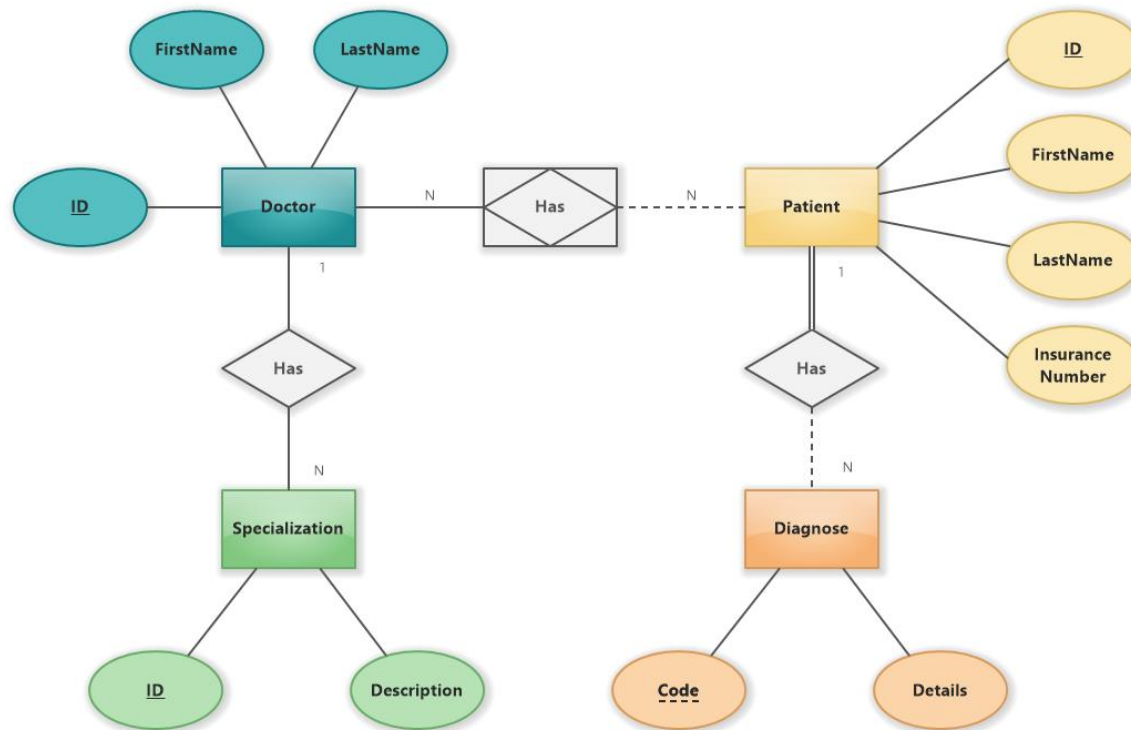 FirstName
LastName
ID
ID
Doctor
N
Has
N
Patient
FirstName
LastName
1
1
Insurance
Number
Has
Has
N
N
Specialization
Diagnose
ID
Description
Code
Details